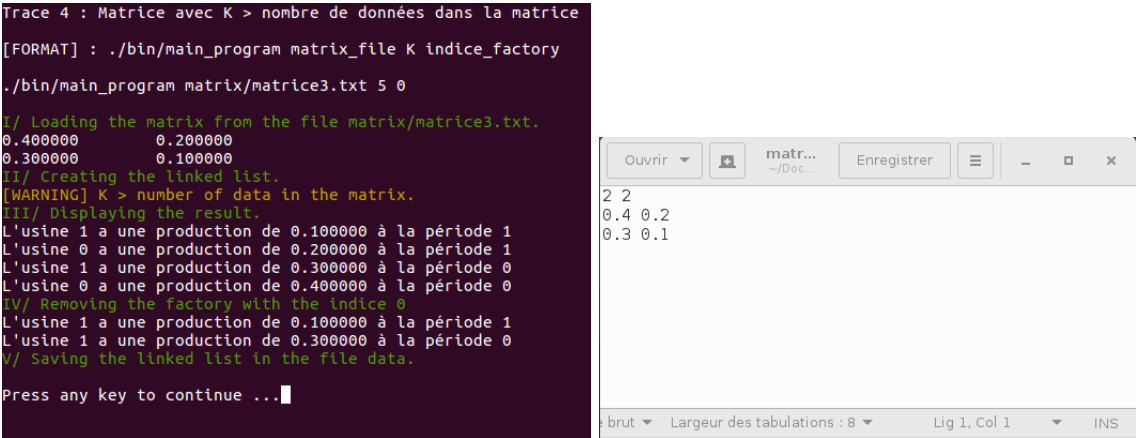 Trace 4 : Matrice avec K > nombre de données dans la matrice
[FORMAT] : ./bin/main_program matrix_file K indice_factory
./bin/main_program matrix/matrice3.txt 5 0
I/ Loading the matrix from the file matrix/matrice3.txt.
0.400000 0.200000
0.300000 0.100000
II/ Creating the linked list.
[WARNING] K > number of data in the matrix.
III/ Displaying the result.
L'usine 1 a une production de 0.100000 à la période 1
L'usine 0 a une production de 0.200000 à la période 1
L'usine 1 a une production de 0.300000 à la période 0
L'usine 0 a une production de 0.400000 à la période 0
IV/ Removing the factory with the indice 0
L'usine 1 a une production de 0.100000 à la période 1
L'usine 1 a une production de 0.300000 à la période 0
V/ Saving the linked list in the file data.
Press any key to continue ...
Ouvrir matr... Enregistrer
~/Doc...
2 2
0.4 0.2
0.3 0.1
brut Largeur des tabulations : 8 Lig 1, Col 1 INS